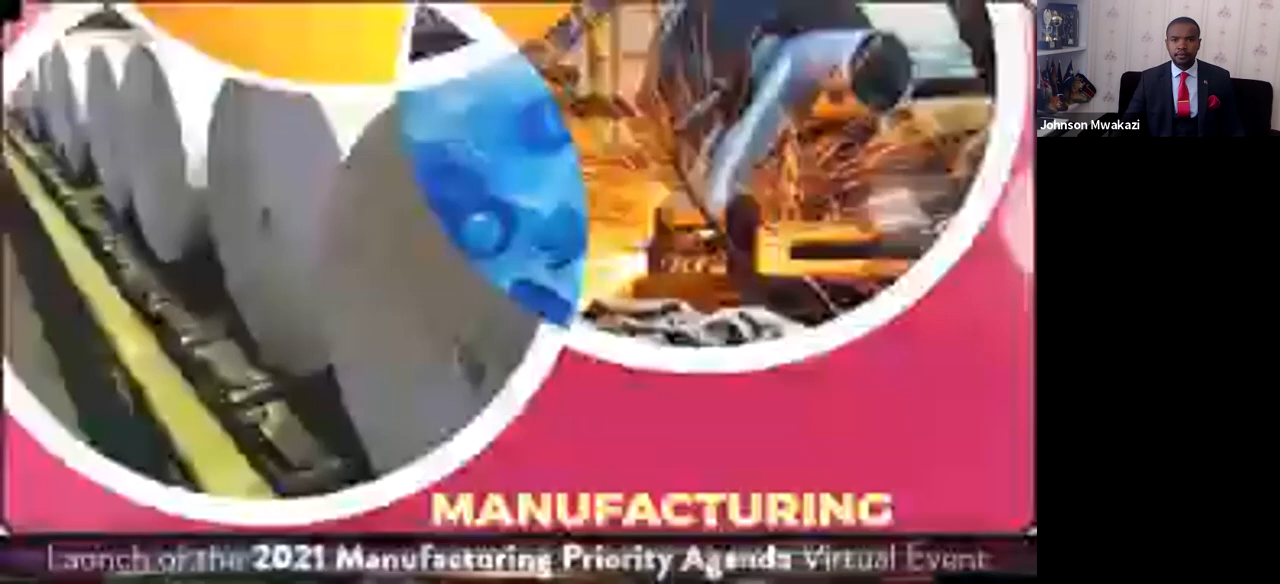 Johnson Mwakazi
MANUFACTURING
Launch of the 2021 Manufacturing Priority Agenda Virtual Event